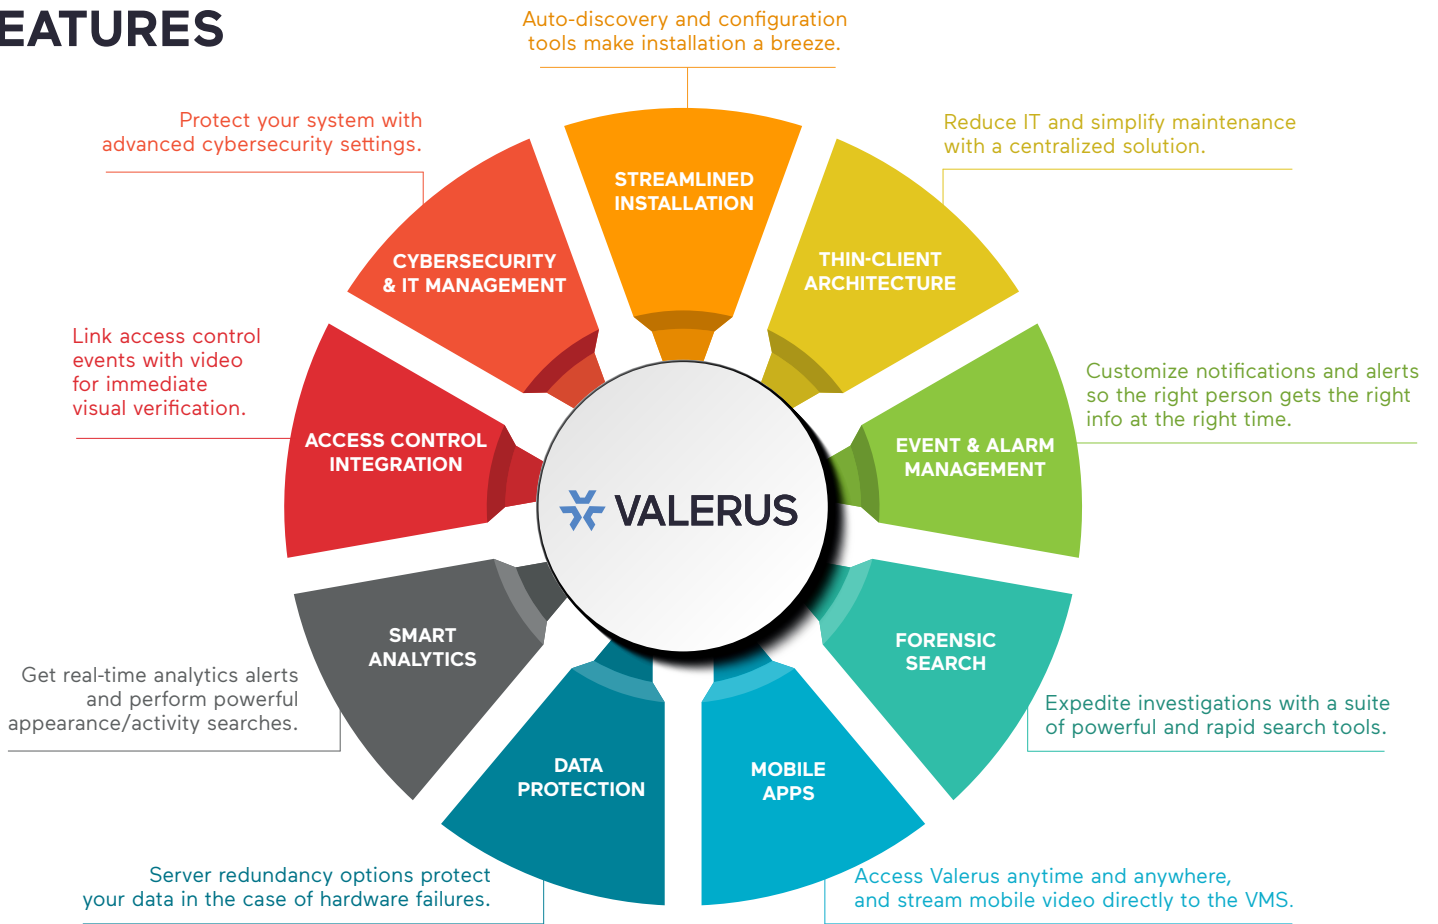 EATURES
Auto-discovery and configuration
tools make installation a breeze.
STREAMLINED
INSTALLATION
Reduce IT and simplify maintenance
with a centralized solution.
THIN-CLIENT
ARCHITECTURE
Customize notifications and alerts
so the right person gets the right
info at the right time.
EVENT & ALARM
MANAGEMENT
FORENSIC
SEARCH
Expedite investigations with a suite
of powerful and rapid search tools.
MOBILE
APPS
Access Valerus anytime and anywhere,
and stream mobile video directly to the VMS.
DATA
PROTECTION
Server redundancy options protect
your data in the case of hardware failures.
SMART
ANALYTICS
Get real-time analytics alerts
and perform powerful
appearance/activity searches.
ACCESS CONTROL
INTEGRATION
Link access control
events with video
for immediate
visual verification.
CYBERSECURITY
& IT MANAGEMENT
Protect your system with
advanced cybersecurity settings.
VALERUS